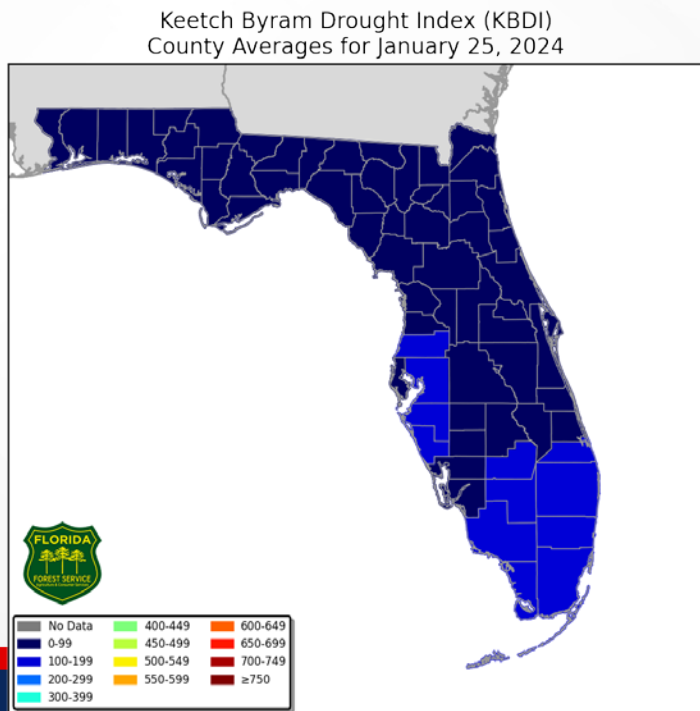 Keetch Byram Drought Index (KBDI)
County Averages for January 25, 2024
FLORIDA
FOREST SERVICE
No Data
0-99
100-199
200-299
300-399
400-449
450-499
500-549
550-599
600-649
650-699
700-749
≥750